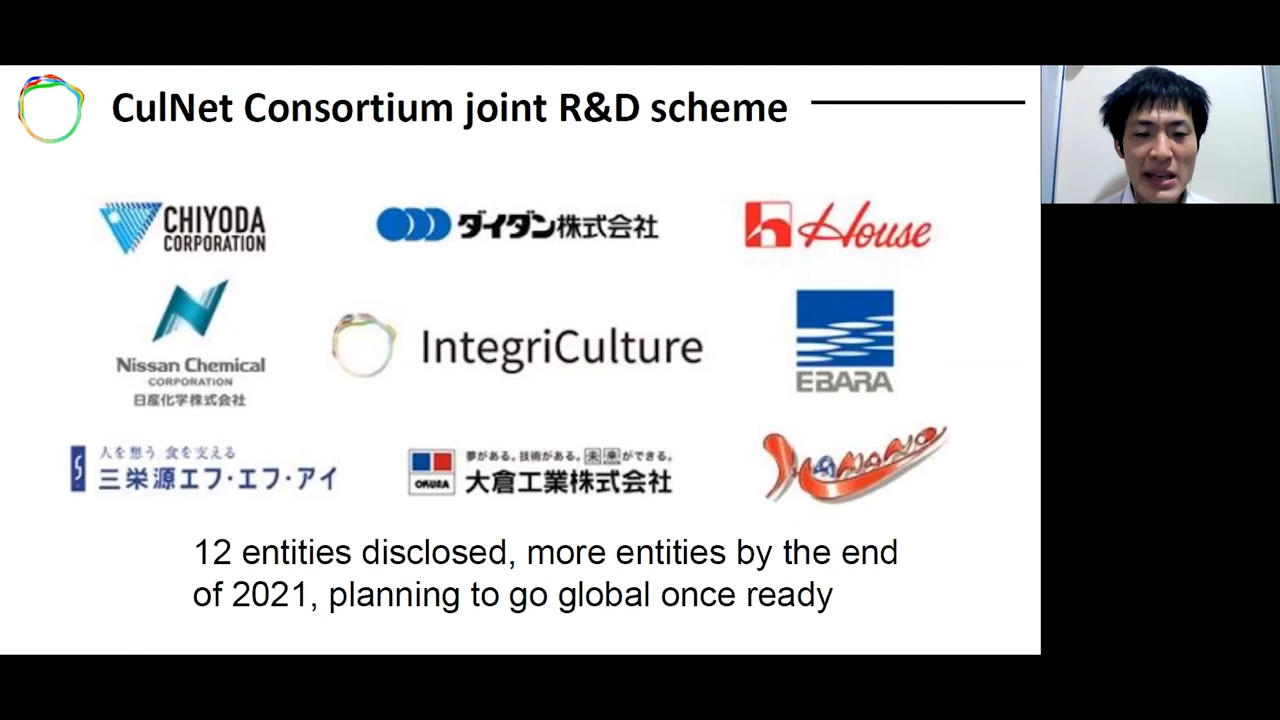 CulNet Consortium joint R&D scheme
CHIYODA
CORPORATION
ダイダン株式会社
House
Nissan Chemical
CORPORATION
日産化学株式会社
IntegriCulture
EBARA
人を想う 食を支える
三栄源エフ・エフ・アイ
OKURA
夢がある。技術がある。未来ができる。
大倉工業株式会社
12 entities disclosed, more entities by the end
of 2021, planning to go global once ready